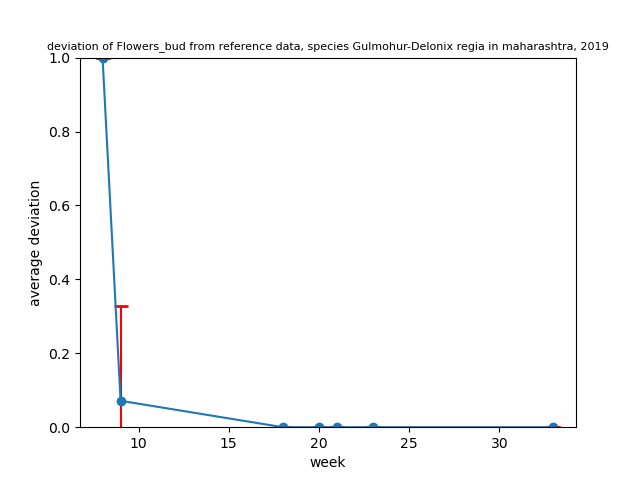 deviation of Flowers_bud from reference data, species Gulmohur-Delonix regia in maharashtra, 2019
1.0
0.8
0.6
0.4
0.2
0.0
average deviation
10 15 20 25 30
week